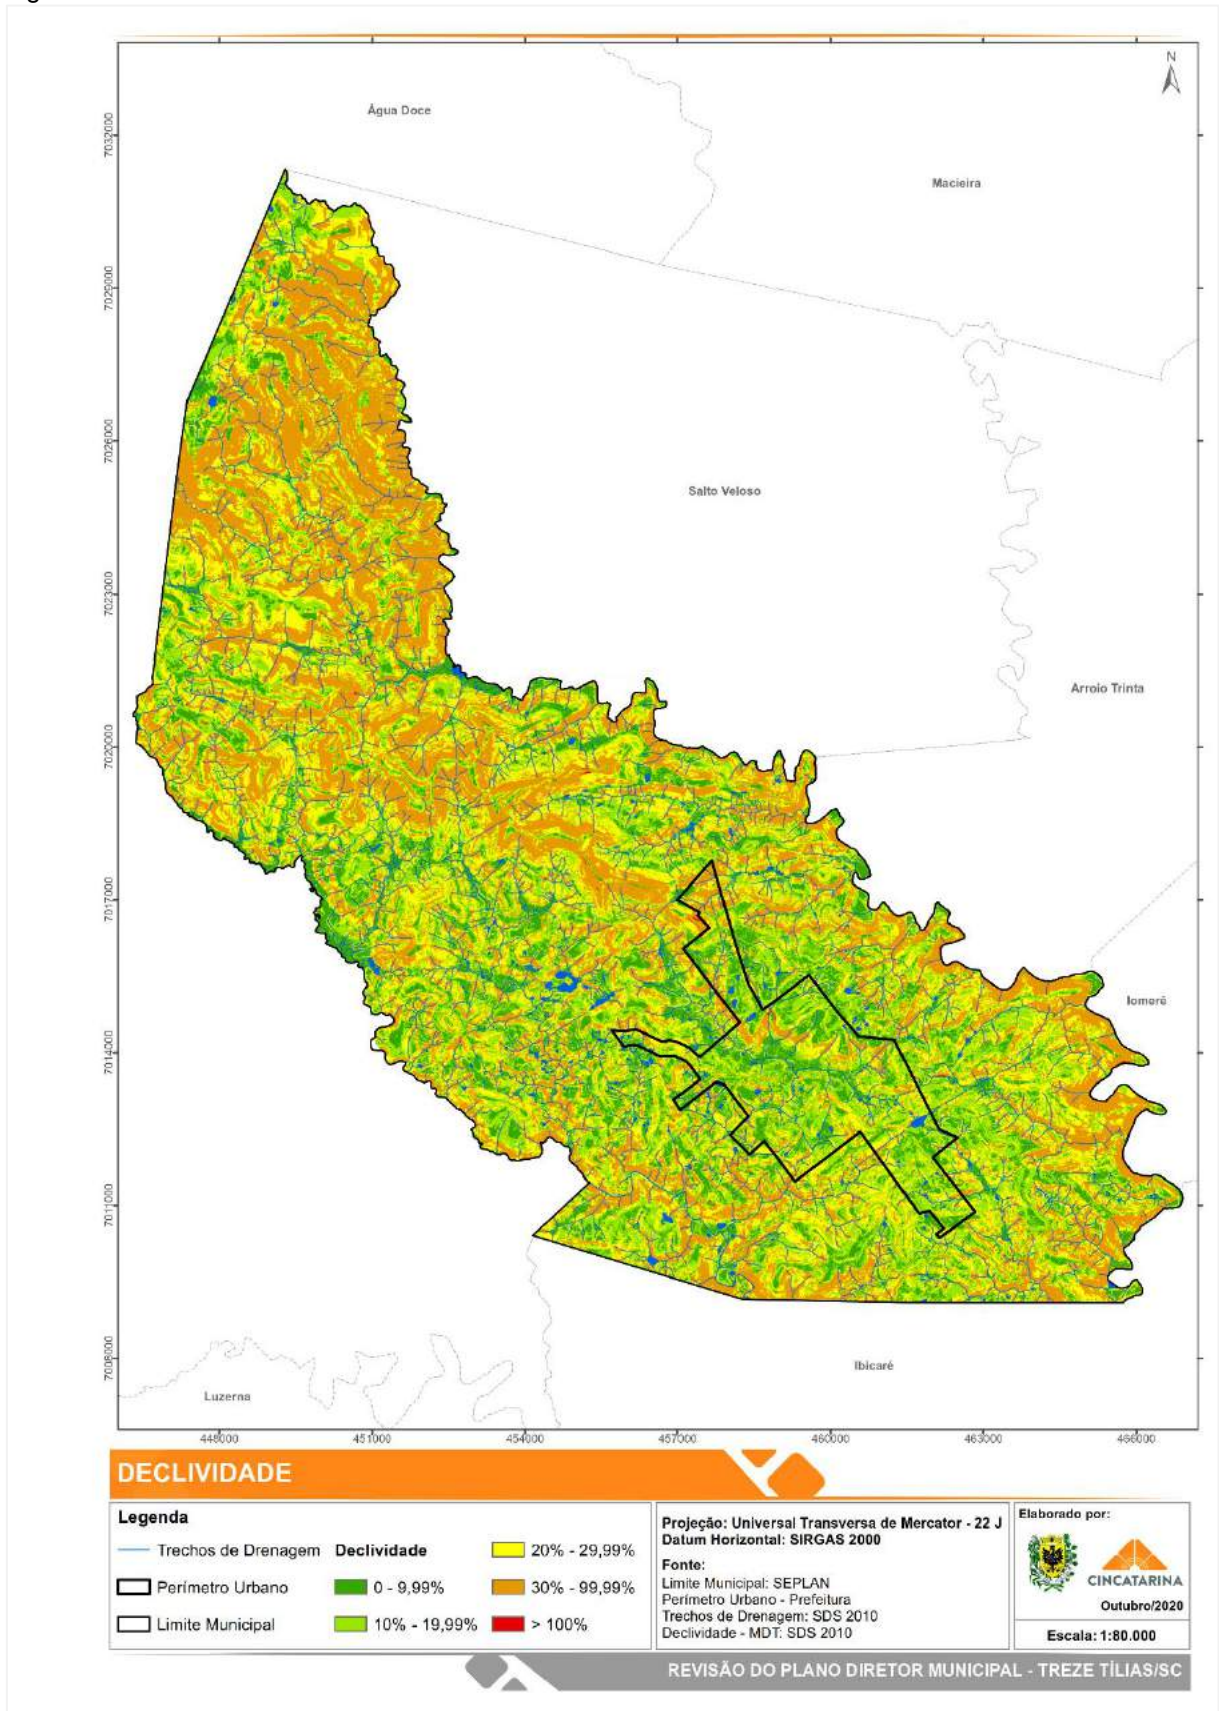 N
Água Doce
Macieira
Salto Veloso
Arroio Trinta
Iomerê
Ibicaré
Luzerna
7032000
7029000
7026000
7023000
7020000
7017000
7014000
7011000
7008000
448000 451000 454000 457000 460000 463000 466000
DECLIVIDADE
Legenda
Trechos de Drenagem
Perímetro Urbano
Limite Municipal
Declividade
0 - 9,99%
10% - 19,99%
20% - 29,99%
30% - 99,99%
> 100%
Projeção: Universal Transversa de Mercator - 22 J
Datum Horizontal: SIRGAS 2000
Fonte:
Limite Municipal: SEPLAN
Perímetro Urbano - Prefeitura
Trechos de Drenagem: SDS 2010
Declividade - MDT: SDS 2010
Elaborado por:
CINCATARINA
Outubro/2020
Escala: 1:80.000
REVISÃO DO PLANO DIRETOR MUNICIPAL - TREZE TÍLIAS/SC